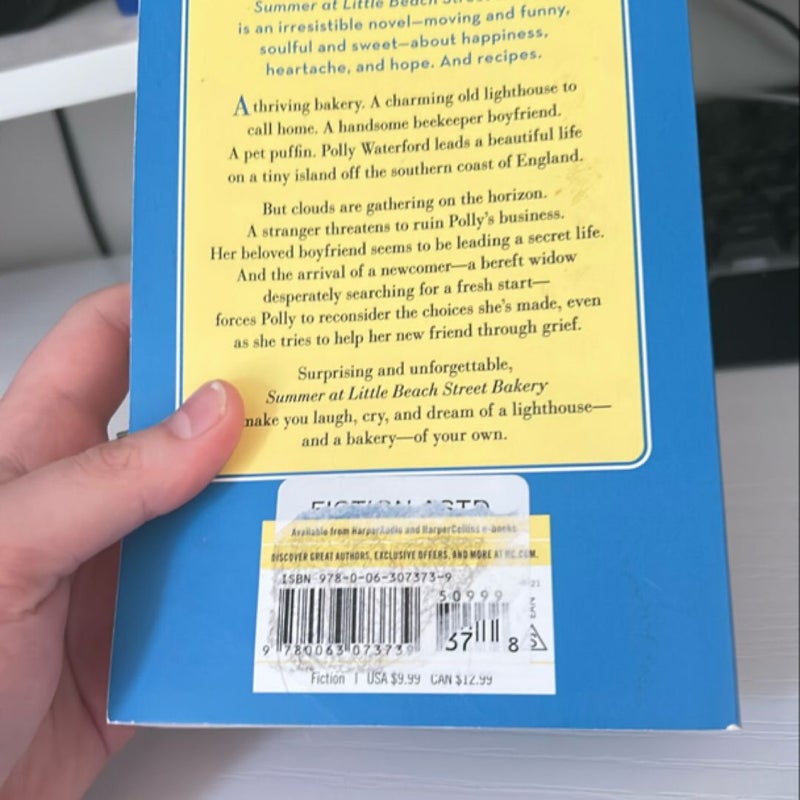 Summer at Little Beach
is an irresistible novel—moving and funny,
soulful and sweet—about happiness,
heartache, and hope. And recipes.
A thriving bakery. A charming old lighthouse to
call home. A handsome beekeeper boyfriend.
A pet puffin. Polly Waterford leads a beautiful life
on a tiny island off the southern coast of England.
But clouds are gathering on the horizon.
A stranger threatens to ruin Polly's business.
Her beloved boyfriend seems to be leading a secret life.
And the arrival of a newcomer—a bereft widow
desperately searching for a fresh start—
forces Polly to reconsider the choices she's made, even
as she tries to help her new friend through grief.
Surprising and unforgettable,
Summer at Little Beach Street Bakery
make you laugh, cry, and dream of a lighthouse—
and a bakery—of your own.
Available from HarperAudio and HarperCollins e-books
DISCOVER GREAT AUTHORS, EXCLUSIVE OFFERS, AND MORE AT HC.COM.
ISBN 978-0-06-307373-9
50999
9 780063 073739
37 8
Fiction | USA $9.99 CAN $12.99